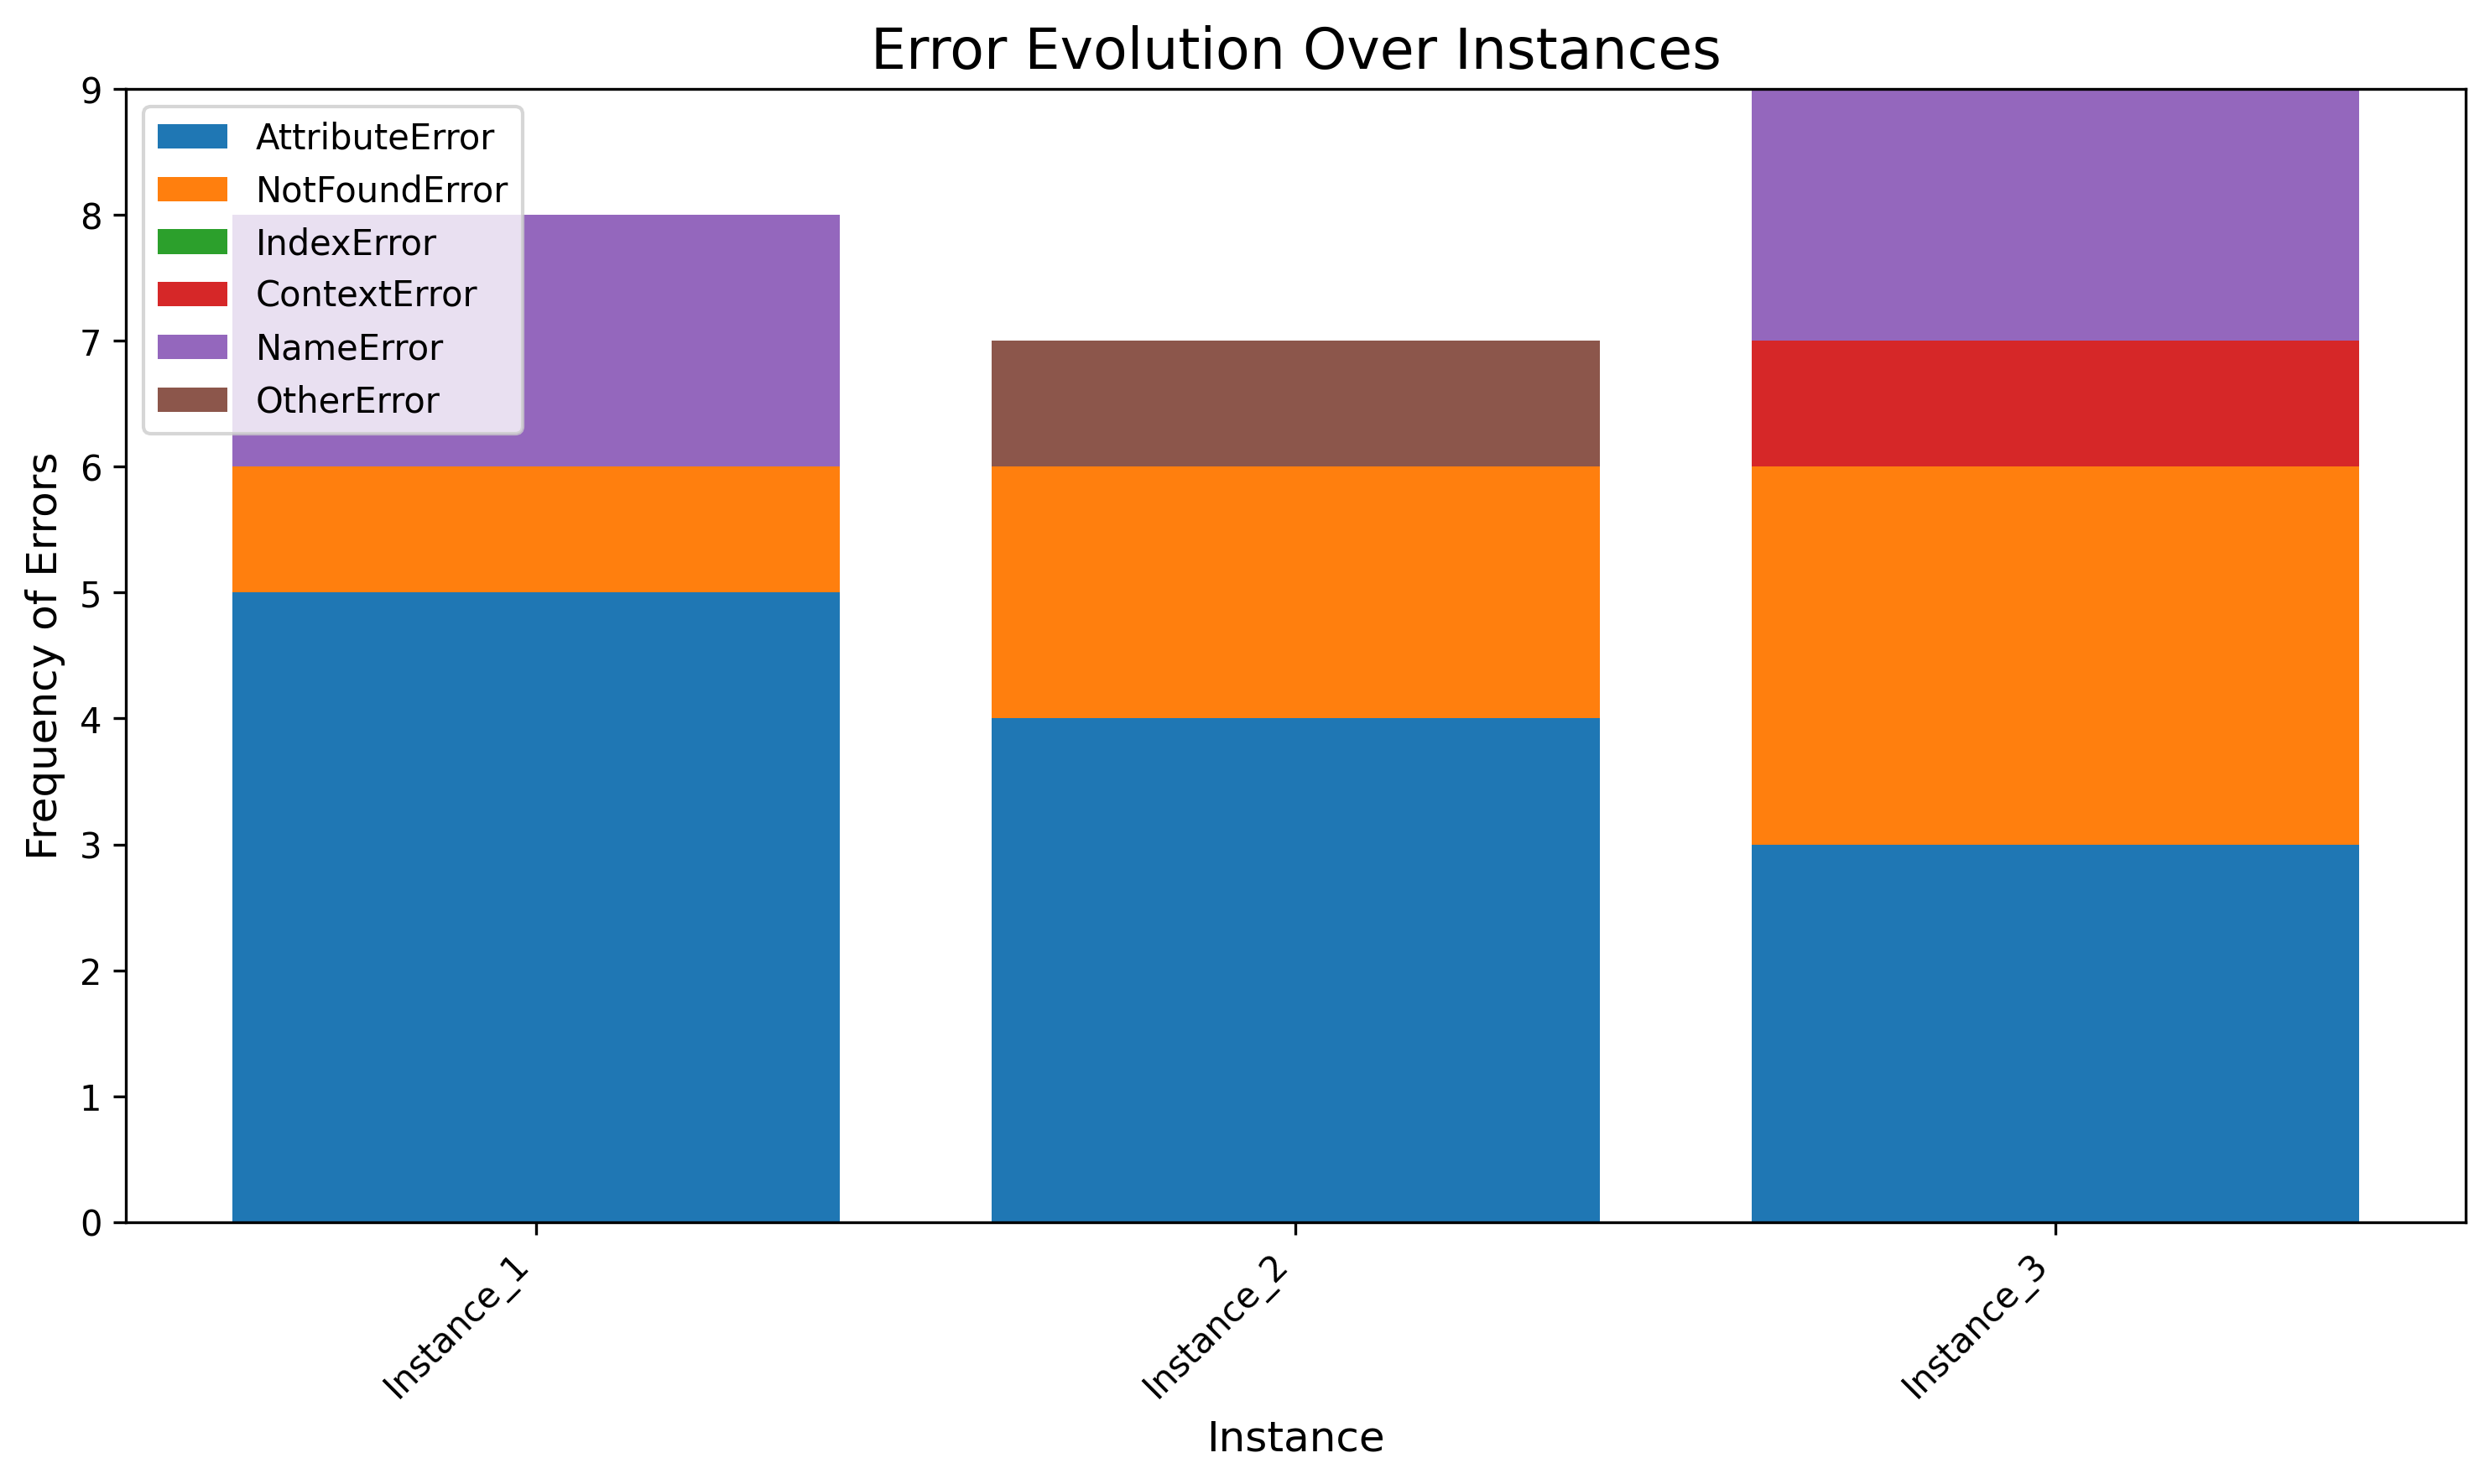 Error Evolution Over Instances
9
8
7
6
5
4
3
2
1
0
Frequency of Errors
AttributeError
NotFoundError
IndexError
ContextError
NameError
OtherError
Instance_1
Instance_2
Instance_3
Instance